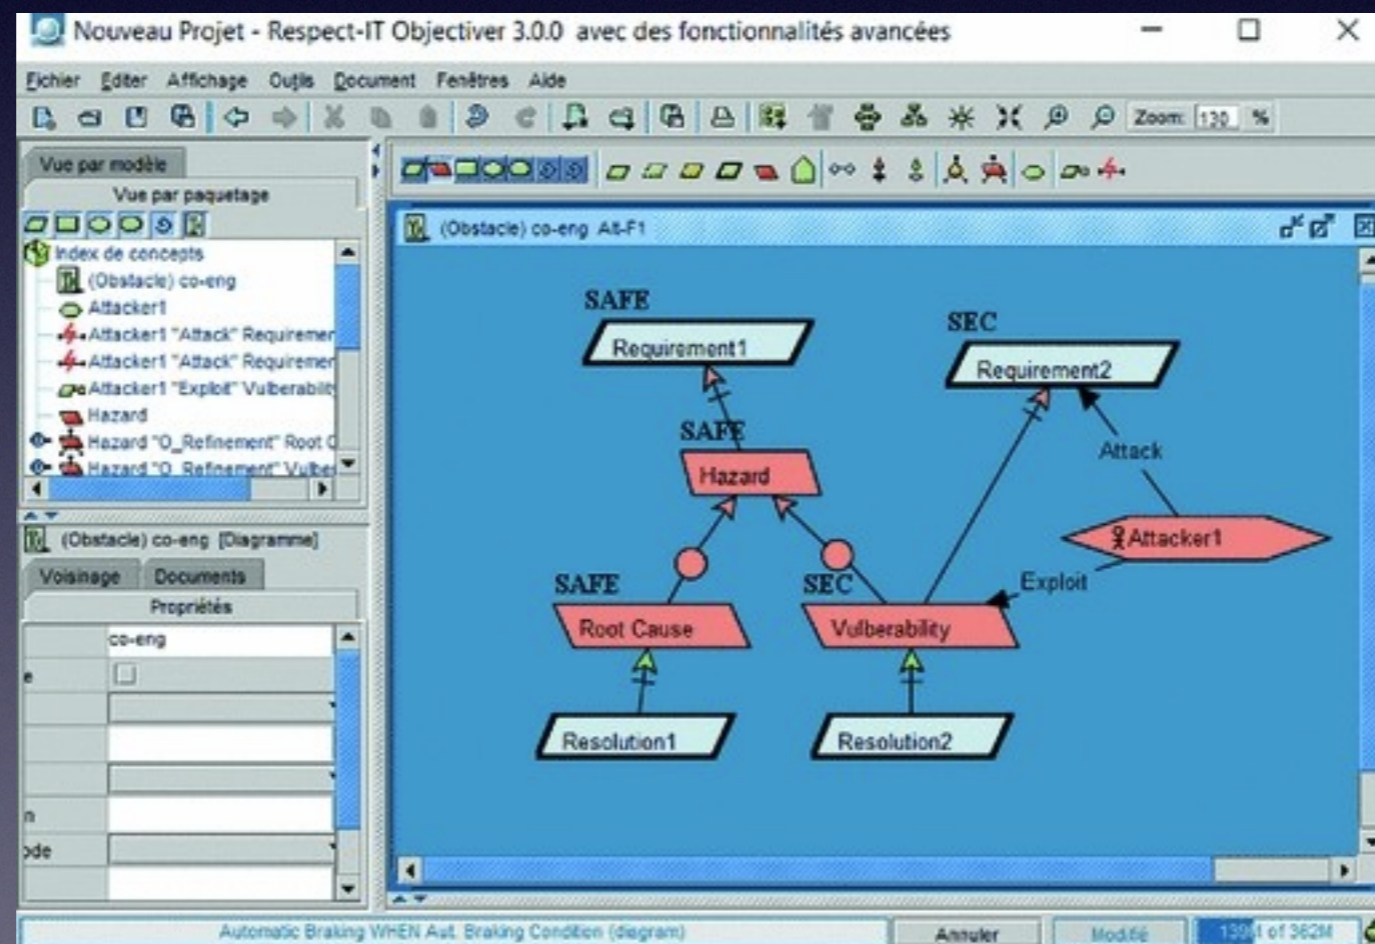 Nouveau Projet - Respect-IT Objectiver 3.0.0 avec des fonctionnalités avancées
Fichier Editer Affichage Outils Document Fenêtres Aide
Zoom: 130 %
Vue par modèle
Vue par paquetage
Index de concepts
(Obstacle) co-eng
Attacker1
Attacker1 "Attack" Requiremer
Attacker1 "Attack" Requiremer
Attacker1 "Exploit" Vulberabilit
Hazard
Hazard "O_Refinement" Root C
Hazard "O_Refinement" Vulber
(Obstacle) co-eng [Diagramme]
Voisinage Documents
Propriétés
co-eng
e
n
ode
(Obstacle) co-eng Alt-F1
SAFE
Requirement1
SEC
Requirement2
SAFE
Hazard
Attack
Attacker1
Exploit
SAFE
Root Cause
SEC
Vulberability
Resolution1
Resolution2
Automatic Braking WHEN Aut. Braking Condition (diagram)
Annuler
Modifié
139M of 362M